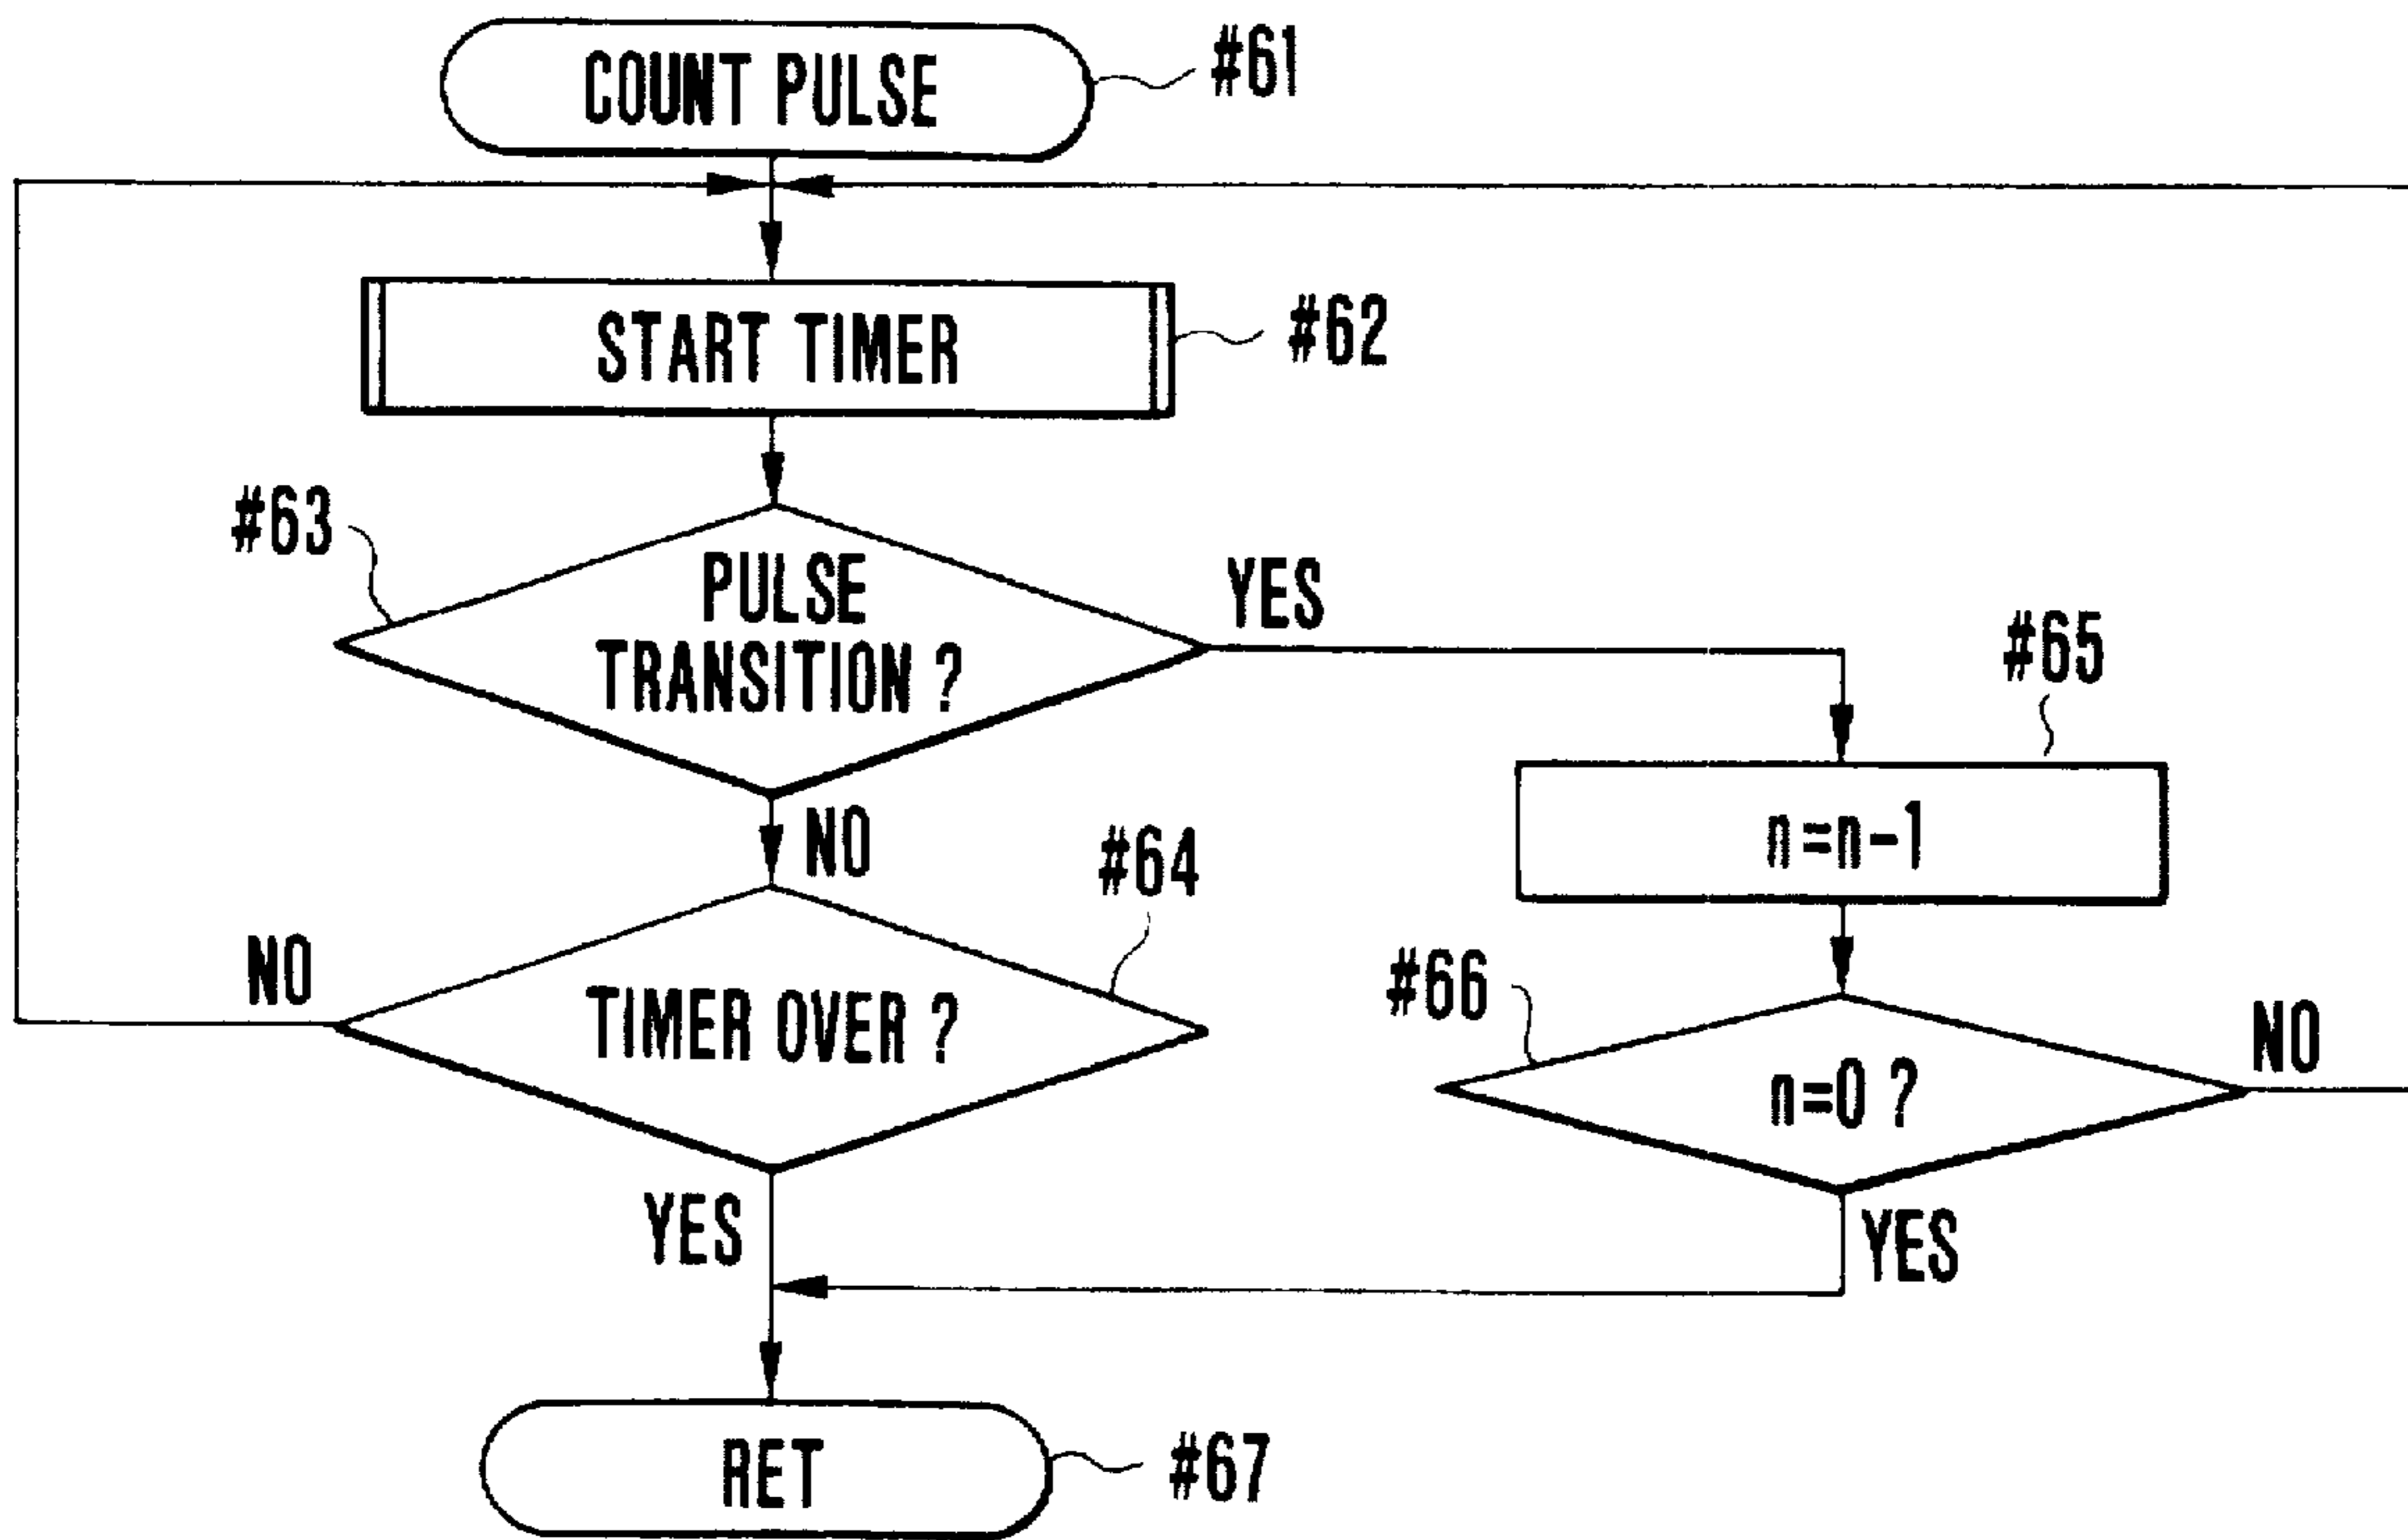 COUNT PULSE
#61
START TIMER
#62
#63
PULSE
TRANSITION ?
YES
#65
NO
n=n-1
#64
NO
TIMER OVER ?
#66
n=0 ?
NO
YES
YES
RET
#67